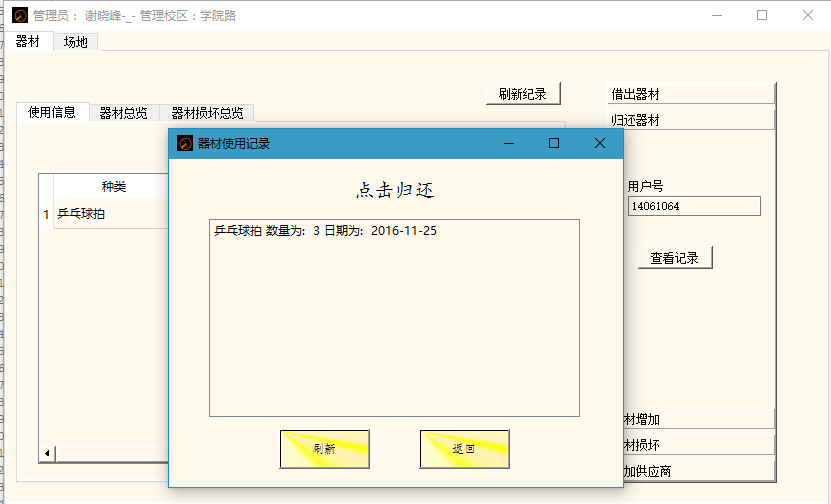 管理员： 谢晓峰-_- 管理校区：学院路
器材 场地
刷新纪录
借出器材
使用信息 器材总览 器材损坏总览
归还器材
器材使用记录
种类
点击归还
用户号
1 乒乓球拍
14061064
乒乓球拍 数量为: 3 日期为: 2016-11-25
查看记录
材增加
材损坏
加供应商
刷新 返回